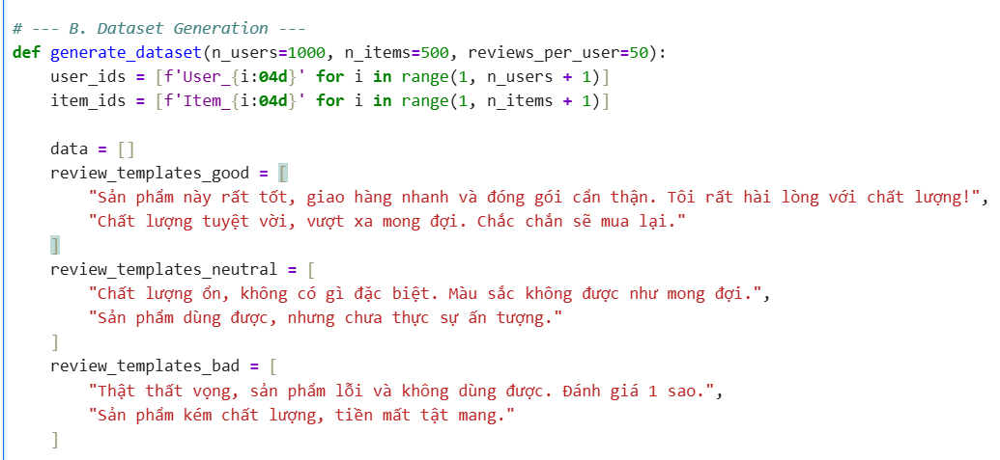 # --- B. Dataset Generation ---
def generate_dataset(n_users=1000, n_items=500, reviews_per_user=50):
    user_ids = [f'User_{i:04d}' for i in range(1, n_users + 1)]
    item_ids = [f'Item_{i:04d}' for i in range(1, n_items + 1)]

    data = []
    review_templates_good = [
        "Sản phẩm này rất tốt, giao hàng nhanh và đóng gói cẩn thận. Tôi rất hài lòng với chất lượng!",
        "Chất lượng tuyệt vời, vượt xa mong đợi. Chắc chắn sẽ mua lại."
    ]
    review_templates_neutral = [
        "Chất lượng ổn, không có gì đặc biệt. Màu sắc không được như mong đợi.",
        "Sản phẩm dùng được, nhưng chưa thực sự ấn tượng."
    ]
    review_templates_bad = [
        "Thật thất vọng, sản phẩm lỗi và không dùng được. Đánh giá 1 sao.",
        "Sản phẩm kém chất lượng, tiền mất tật mang."
    ]